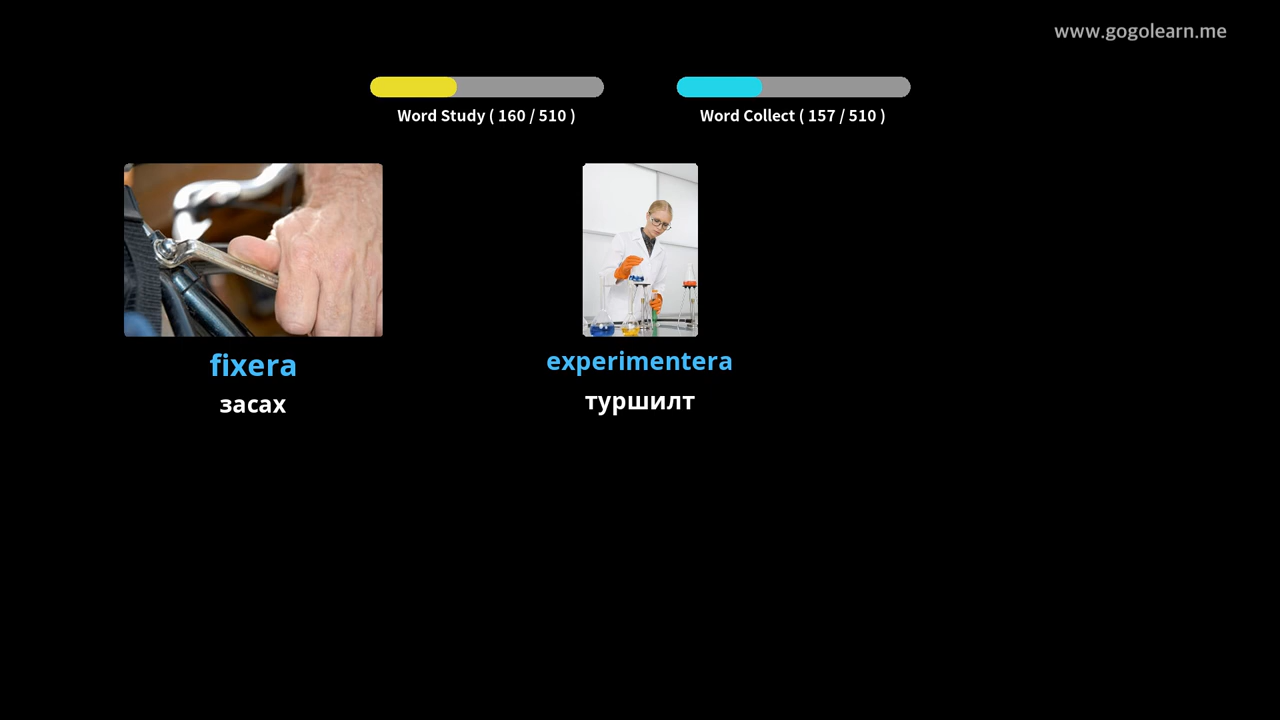 www.gogolearn.me
Word Study ( 160 / 510 )
Word Collect ( 157 / 510 )
fixera
засах
experimentera
туршилт